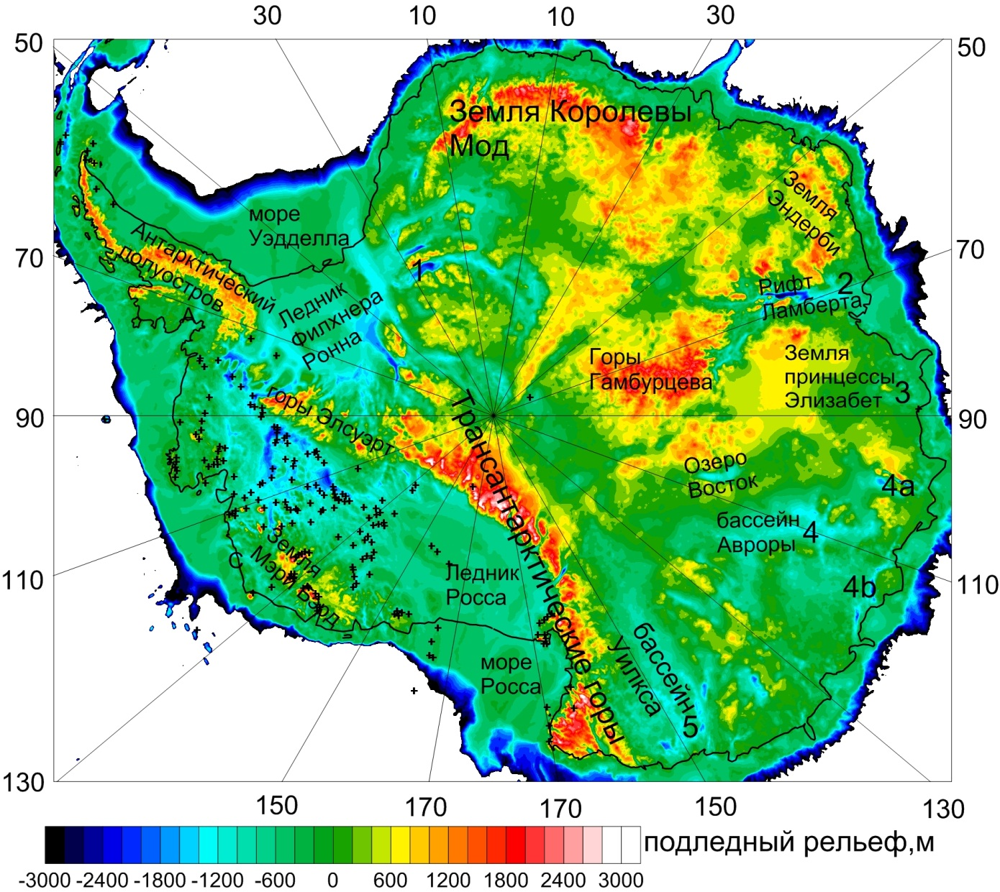 30 10 10 30
50 50
Земля Королевы
Мод
Земля
Эндерби
море
Уэдделла
Антарктический
полуостров
70 70
1
2
Рифт
Ламберта
Ледник
Филхнера
Ронна
А
Горы
Гамбурцева
Земля
принцессы
Элизабет
3
горы Элсуэрт
90 90
Трансантарктические горы
Озеро
Восток
4a
бассейн
Авроры
4
Земля
Мэри Бэрд
С
Ледник
Росса
4b
110 110
бассейн
Уилкса
5
море
Росса
130
150 170 170 150 130
подледный рельеф,м
-3000 -2400 -1800 -1200 -600 0 600 1200 1800 2400 3000